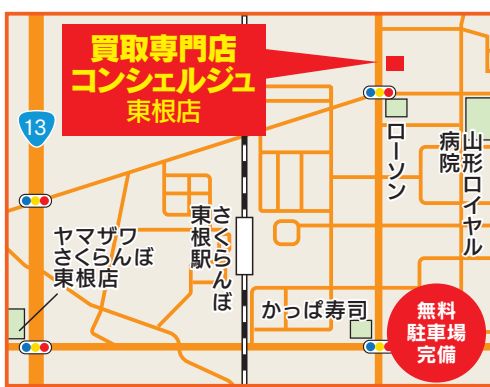 買取専門店
コンシェルジュ
東根店
13
ローソン
山形ロイヤル
病院
さくらんぼ
東根駅
ヤマザワ
さくらんぼ
東根店
かっぱ寿司
無料
駐車場
完備